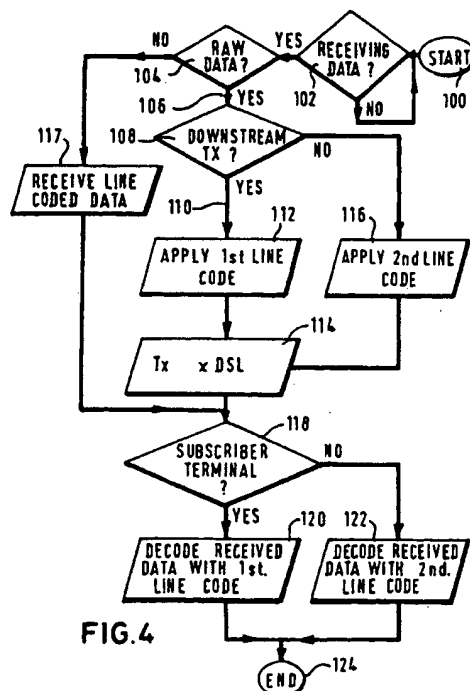 START
100
RECEIVING
DATA ?
102
YES
NO
RAW
DATA?
104
NO
106
YES
108
DOWNSTREAM
TX ?
NO
110
YES
117
RECEIVE LINE
CODED DATA
112
APPLY 1st LINE
CODE
116
APPLY 2nd LINE
CODE
114
Tx x DSL
118
SUBSCRIBER
TERMINAL
?
NO
YES
120
DECODE RECEIVED
DATA WITH 1st.
LINE CODE
122
DECODE RECEIVED
DATA WITH 2nd.
LINE CODE
FIG.4
END
124